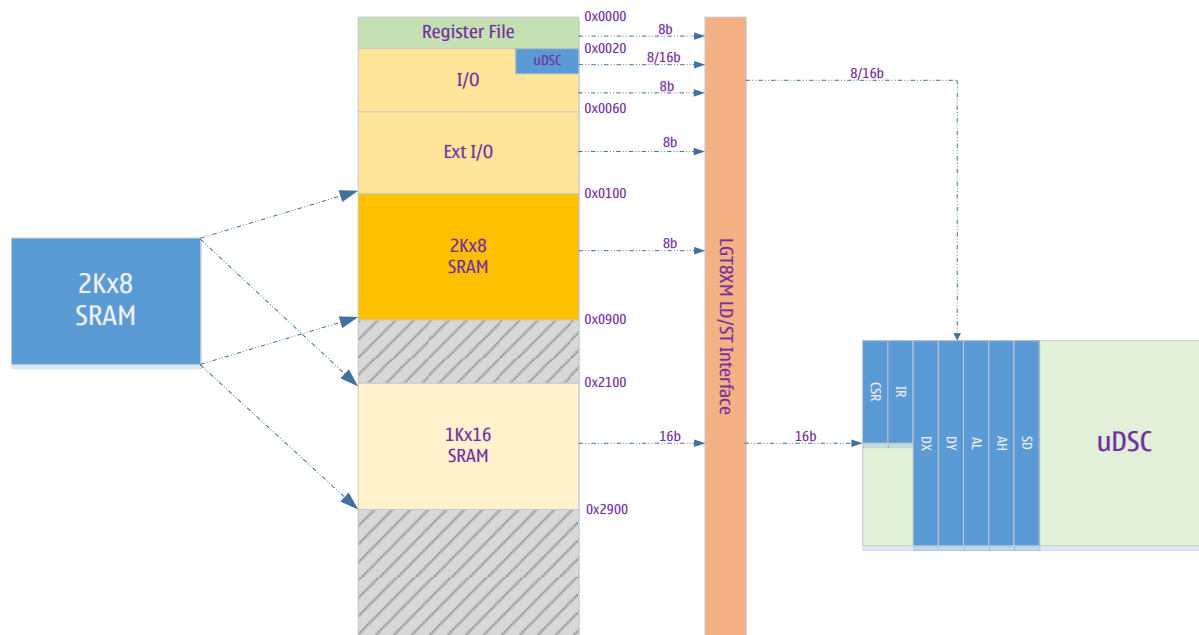 0x0000
Register File
8b
0x0020
uDSC
8/16b
I/O
8b
8/16b
0x0060
Ext I/O
8b
0x0100
2Kx8
SRAM
8b
2Kx8
SRAM
LGT8XM LD/ST Interface
0x0900
0x2100
1Kx16
SRAM
16b
16b
0x2900
CSR
IR
DX
DY
AL
AH
SD
uDSC